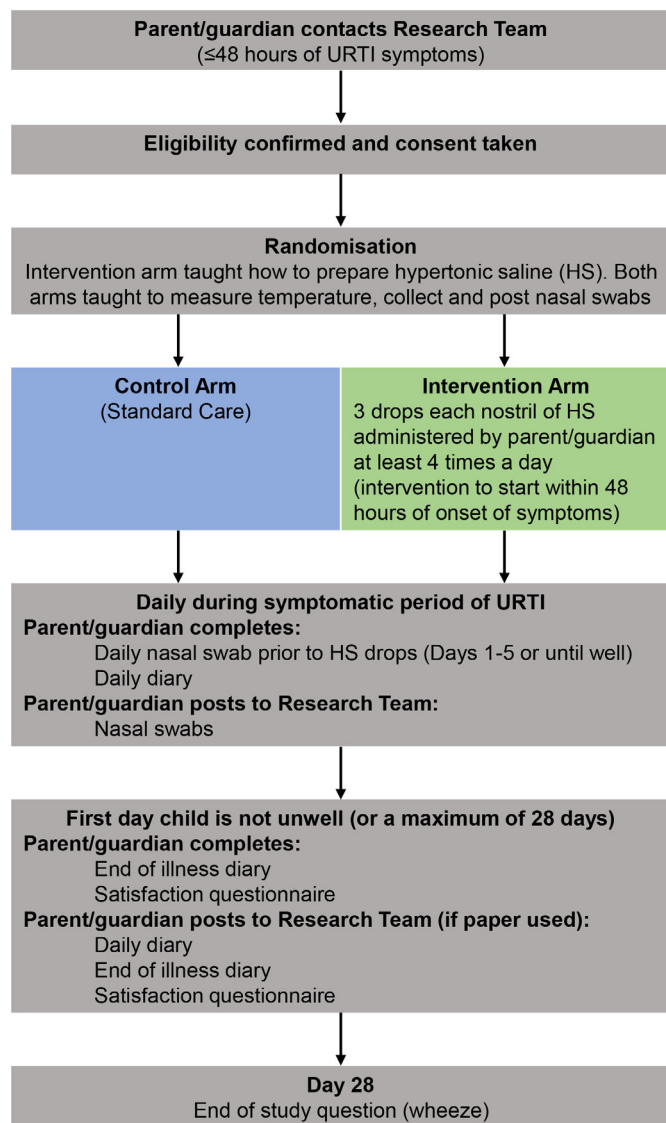 Parent/guardian contacts Research Team
(≤48 hours of URTI symptoms)
Eligibility confirmed and consent taken
Randomisation
Intervention arm taught how to prepare hypertonic saline (HS). Both
arms taught to measure temperature, collect and post nasal swabs
Control Arm
(Standard Care)
Intervention Arm
3 drops each nostril of HS
administered by parent/guardian
at least 4 times a day
(intervention to start within 48
hours of onset of symptoms)
Daily during symptomatic period of URTI
Parent/guardian completes:
Daily nasal swab prior to HS drops (Days 1-5 or until well)
Daily diary
Parent/guardian posts to Research Team:
Nasal swabs
First day child is not unwell (or a maximum of 28 days)
Parent/guardian completes:
End of illness diary
Satisfaction questionnaire
Parent/guardian posts to Research Team (if paper used):
Daily diary
End of illness diary
Satisfaction questionnaire
Day 28
End of study question (wheeze)